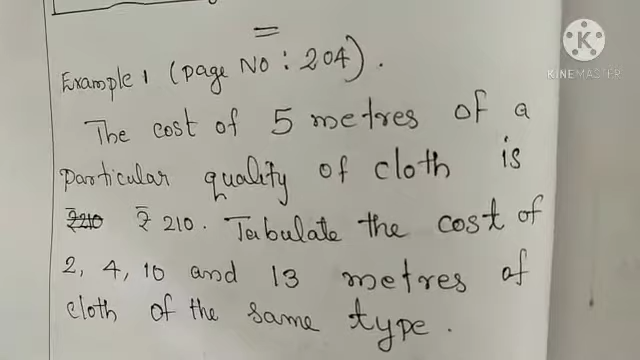 Example 1 (page No : 204).
The cost of 5 metres of a
particular quality of cloth is
₹210 ₹ 210. Tabulate the cost of
2, 4, 10 and 13 metres of
cloth of the same type.
K
KINEMASTER